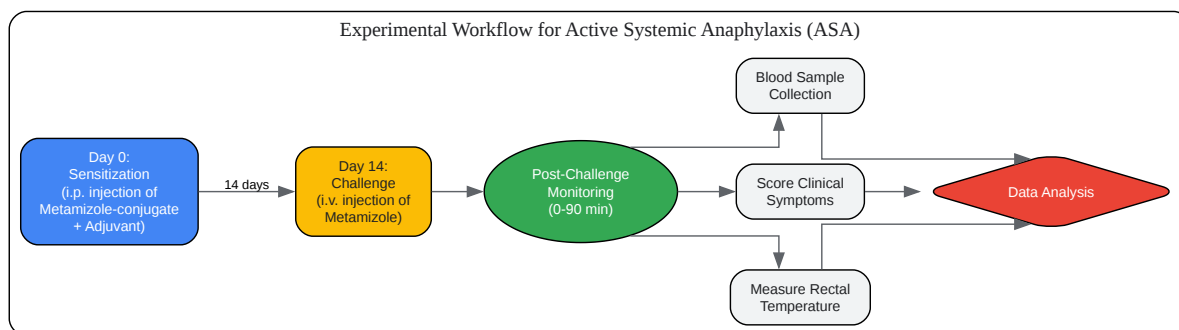 Experimental Workflow for Active Systemic Anaphylaxis (ASA)
Day 0:
Sensitization
(i.p. injection of
Metamizole-conjugate
+ Adjuvant)
14 days
Day 14:
Challenge
(i.v. injection of
Metamizole)
Post-Challenge
Monitoring
(0-90 min)
Blood Sample
Collection
Score Clinical
Symptoms
Measure Rectal
Temperature
Data Analysis